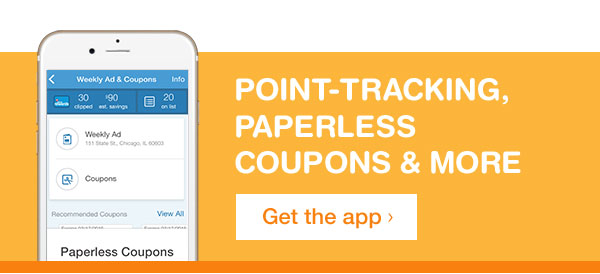 Weekly Ad & Coupons
Info
30
clipped
$90
est. savings
20
on list
Weekly Ad
151 State St., Chicago, IL 60603
Coupons
Recommended Coupons
View All
Paperless Coupons
POINT-TRACKING,
PAPERLESS
COUPONS & MORE
Get the app ›